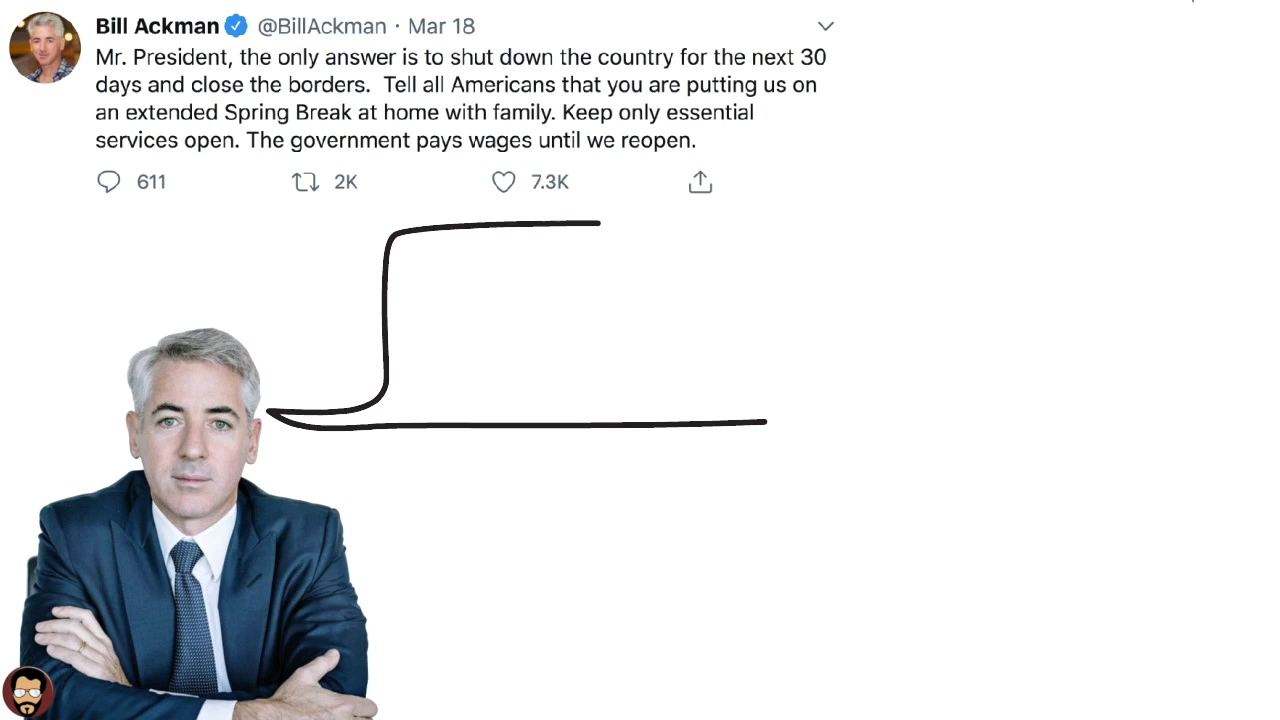 Bill Ackman @BillAckman · Mar 18
Mr. President, the only answer is to shut down the country for the next 30
days and close the borders.  Tell all Americans that you are putting us on
an extended Spring Break at home with family. Keep only essential
services open. The government pays wages until we reopen.
611 2K 7.3K